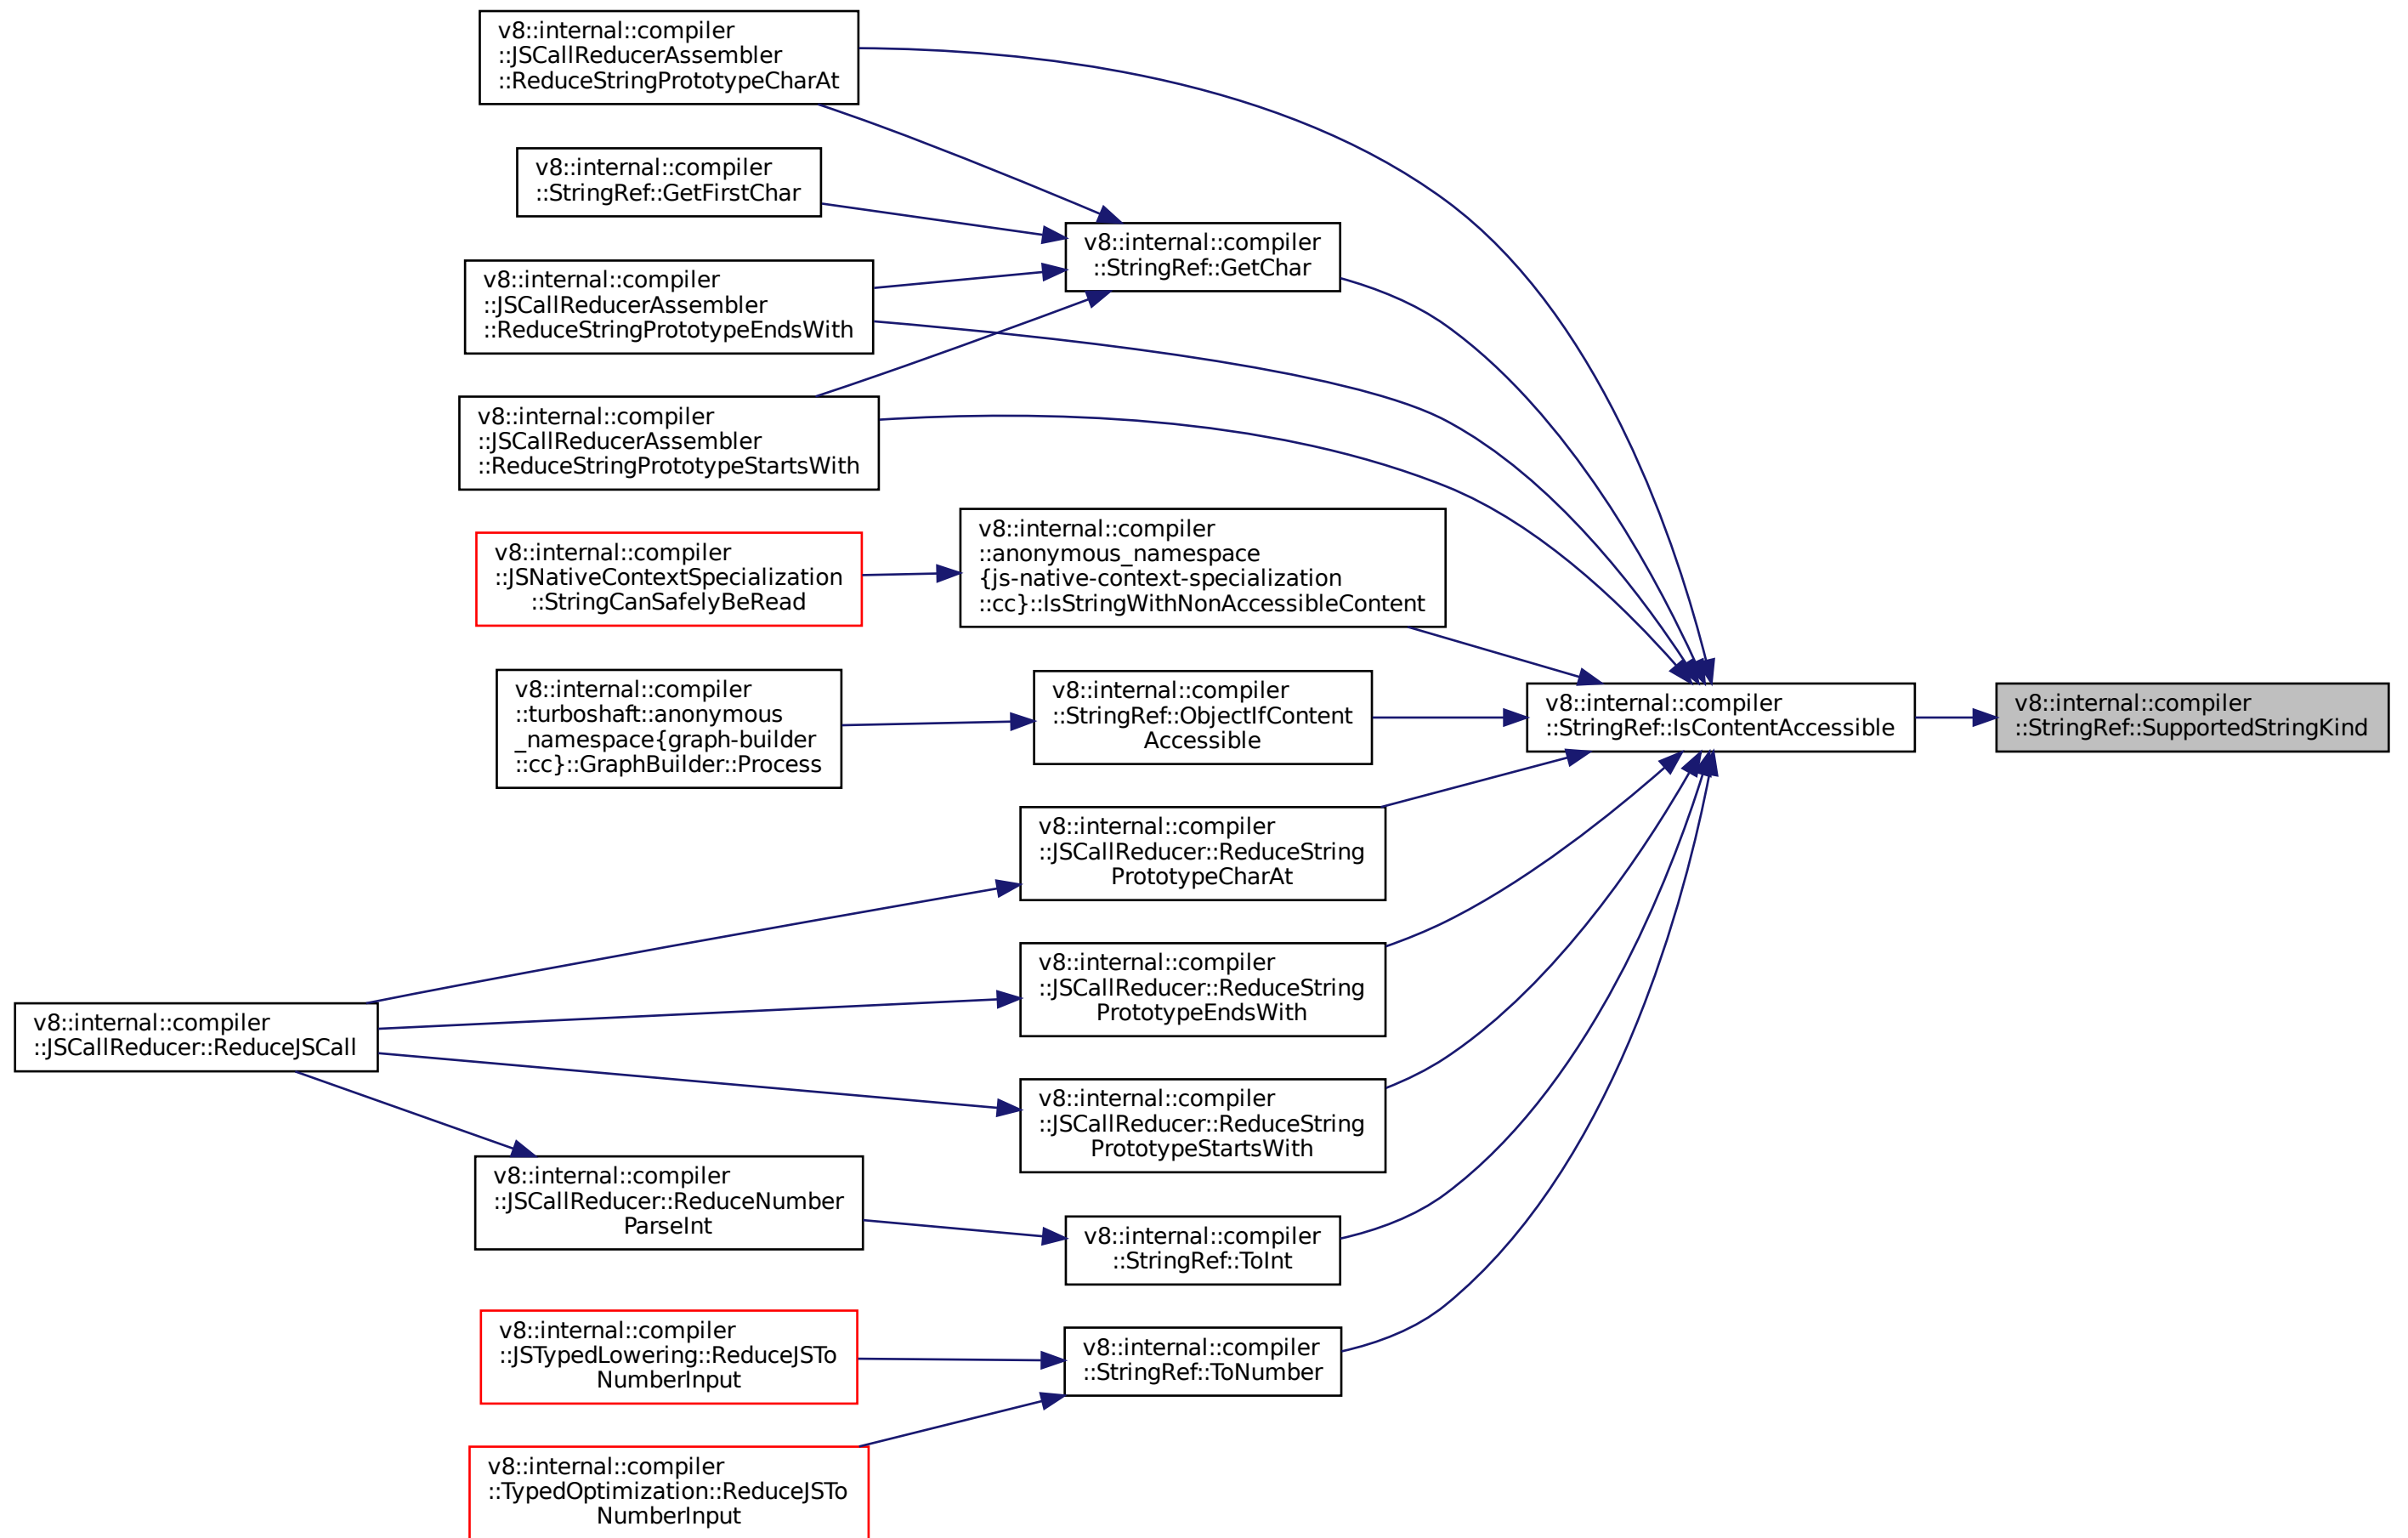 v8::internal::compiler
::JSCallReducerAssembler
::ReduceStringPrototypeCharAt
v8::internal::compiler
::StringRef::GetFirstChar
v8::internal::compiler
::StringRef::GetChar
v8::internal::compiler
::JSCallReducerAssembler
::ReduceStringPrototypeEndsWith
v8::internal::compiler
::JSCallReducerAssembler
::ReduceStringPrototypeStartsWith
v8::internal::compiler
::JSNativeContextSpecialization
::StringCanSafelyBeRead
v8::internal::compiler
::anonymous_namespace
{js-native-context-specialization
::cc}::IsStringWithNonAccessibleContent
v8::internal::compiler
::turboshaft::anonymous
_namespace{graph-builder
::cc}::GraphBuilder::Process
v8::internal::compiler
::StringRef::ObjectIfContent
Accessible
v8::internal::compiler
::StringRef::IsContentAccessible
v8::internal::compiler
::StringRef::SupportedStringKind
v8::internal::compiler
::JSCallReducer::ReduceString
PrototypeCharAt
v8::internal::compiler
::JSCallReducer::ReduceString
PrototypeEndsWith
v8::internal::compiler
::JSCallReducer::ReduceJSCall
v8::internal::compiler
::JSCallReducer::ReduceString
PrototypeStartsWith
v8::internal::compiler
::JSCallReducer::ReduceNumber
ParseInt
v8::internal::compiler
::StringRef::ToInt
v8::internal::compiler
::JSTypedLowering::ReduceJSTo
NumberInput
v8::internal::compiler
::StringRef::ToNumber
v8::internal::compiler
::TypedOptimization::ReduceJSTo
NumberInput